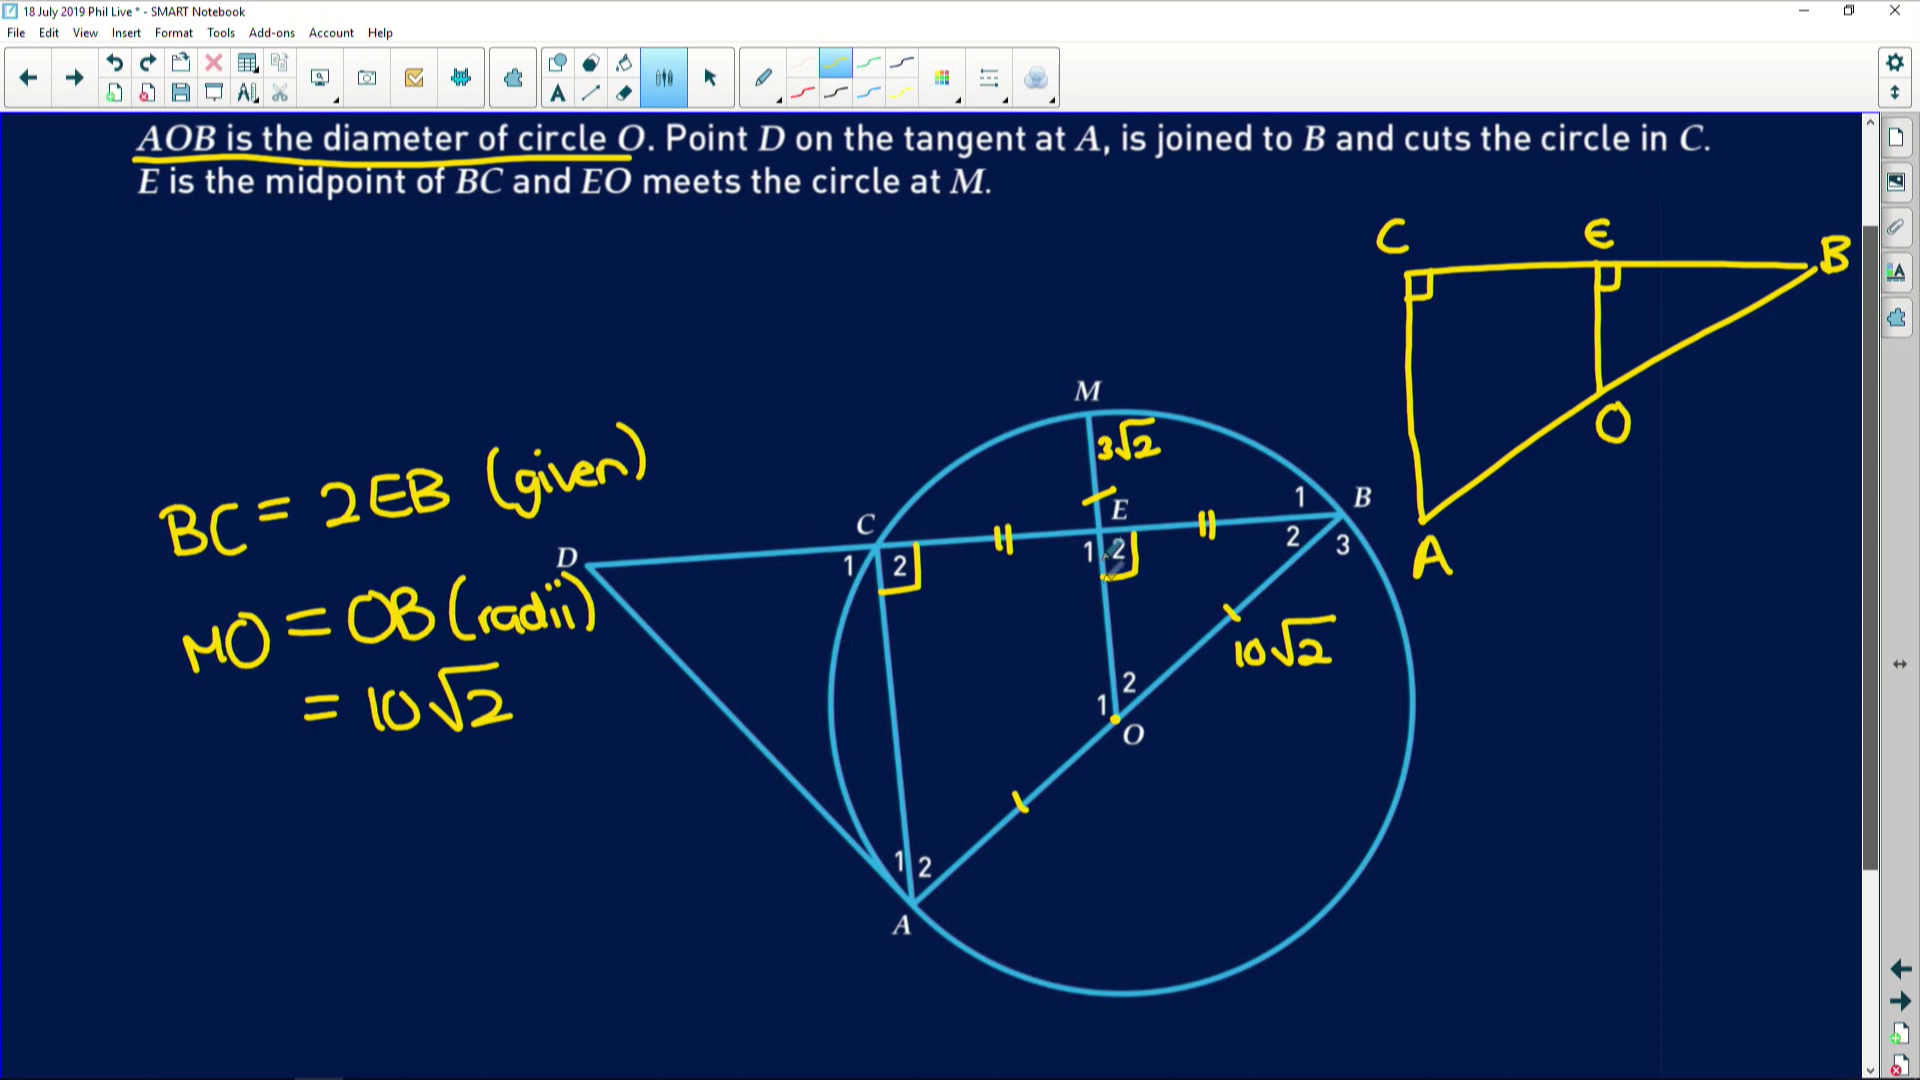 18 July 2019 Phil Live * - SMART Notebook
File Edit View Insert Format Tools Add-ons Account Help
AOB is the diameter of circle O. Point D on the tangent at A, is joined to B and cuts the circle in C.
E is the midpoint of BC and EO meets the circle at M.
C E B
O
A
BC = 2EB (given)
MO = OB (radii)
= 10√2
M
3√2
E
1 B
C
D
1 2
1 2
2 3
10√2
2
1
O
1 2
A